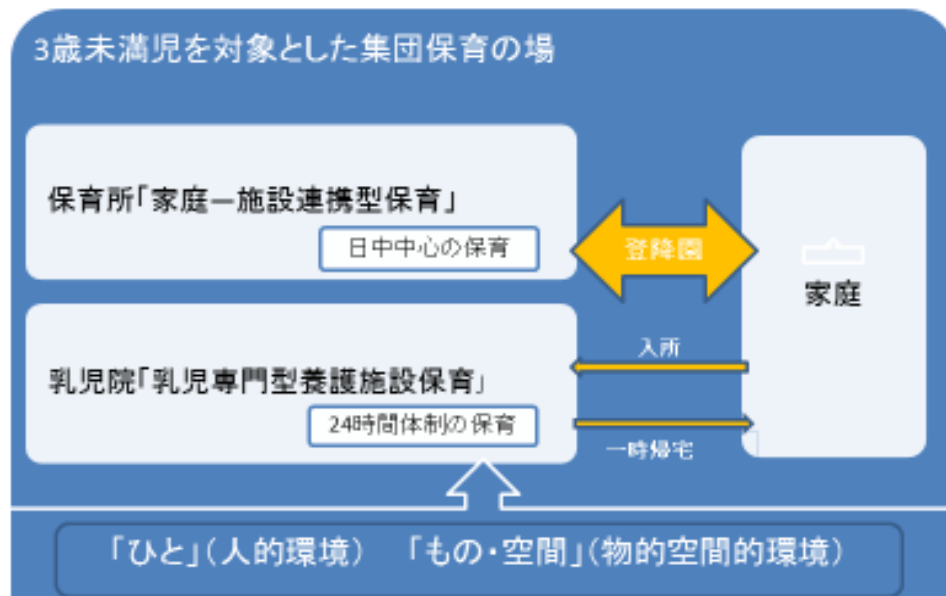 3歳未満児を対象とした集団保育の場
保育所「家庭―施設連携型保育」
日中中心の保育
登降園
家庭
乳児院「乳児専門型養護施設保育」
24時間体制の保育
入所
一時帰宅
「ひと」(人的環境) 「もの・空間」(物的空間的環境)